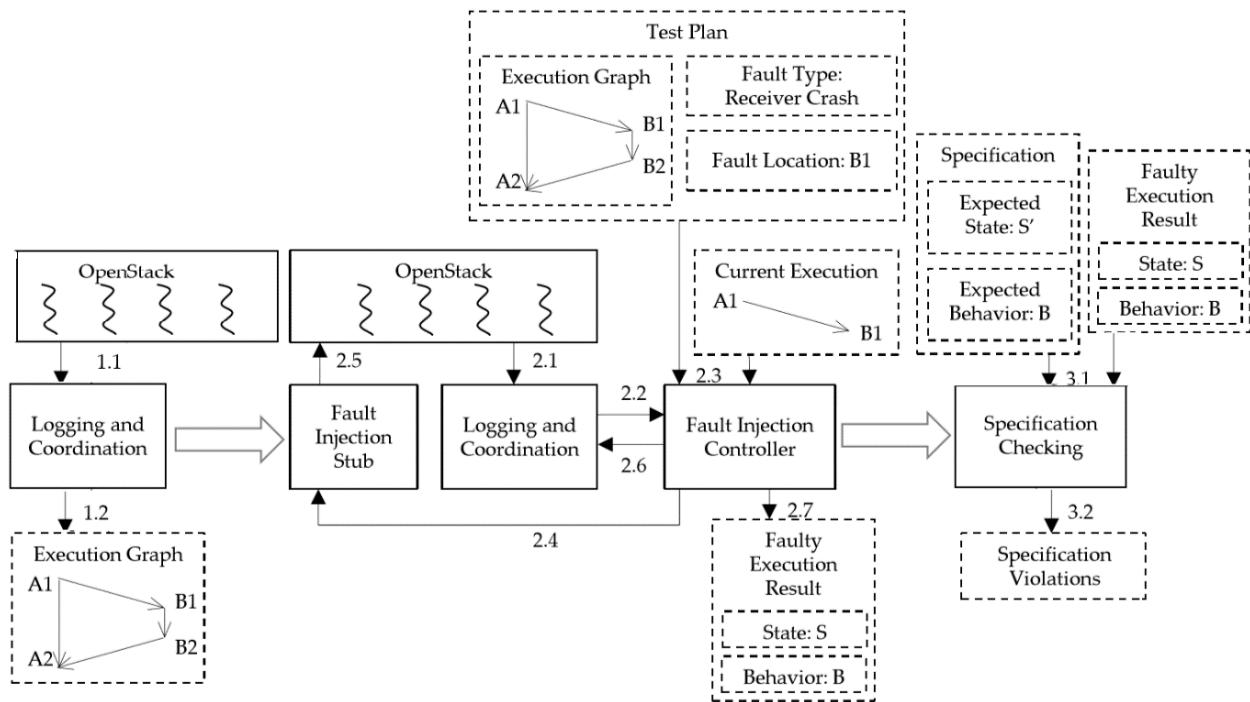 Test Plan
Execution Graph
A1
B1
B2
A2
Fault Type:
Receiver Crash
Fault Location: B1
Specification
Expected
State: S'
Expected
Behavior: B
Faulty
Execution
Result
State: S
Behavior: B
OpenStack
OpenStack
Current Execution
A1
B1
1.1
2.5
2.1
2.3
3.1
Logging and
Coordination
Fault
Injection
Stub
Logging and
Coordination
2.2
2.6
Fault Injection
Controller
Specification
Checking
1.2
2.4
2.7
3.2
Execution Graph
A1
B1
B2
A2
Faulty
Execution
Result
State: S
Behavior: B
Specification
Violations